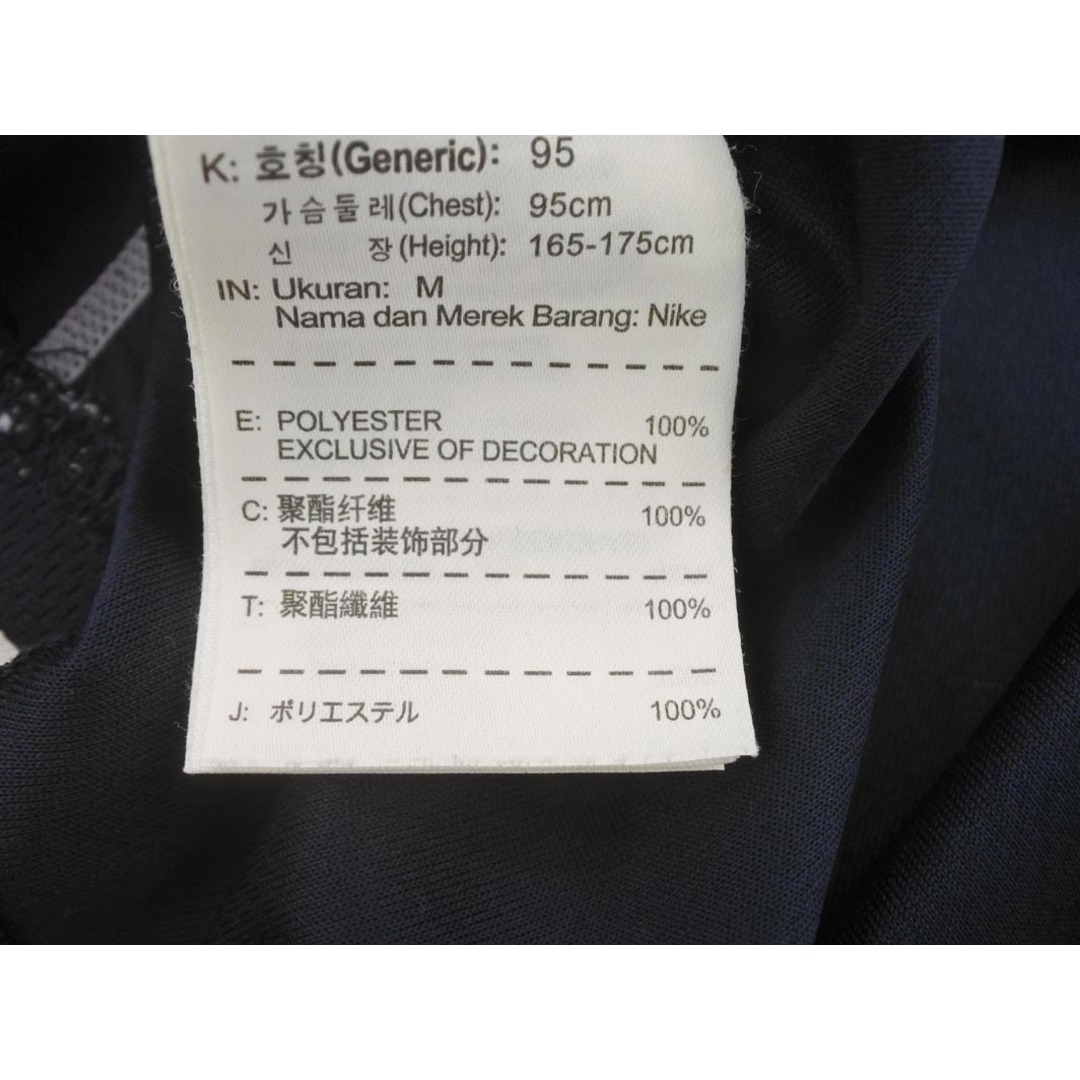 K: 호칭(Generic): 95
가슴둘레(Chest): 95cm
신 장(Height): 165-175cm
IN: Ukuran: M
Nama dan Merek Barang: Nike
E: POLYESTER 100%
EXCLUSIVE OF DECORATION
C: 聚酯纤维 100%
不包括装饰部分
T: 聚酯纖維 100%
J: ポリエステル 100%